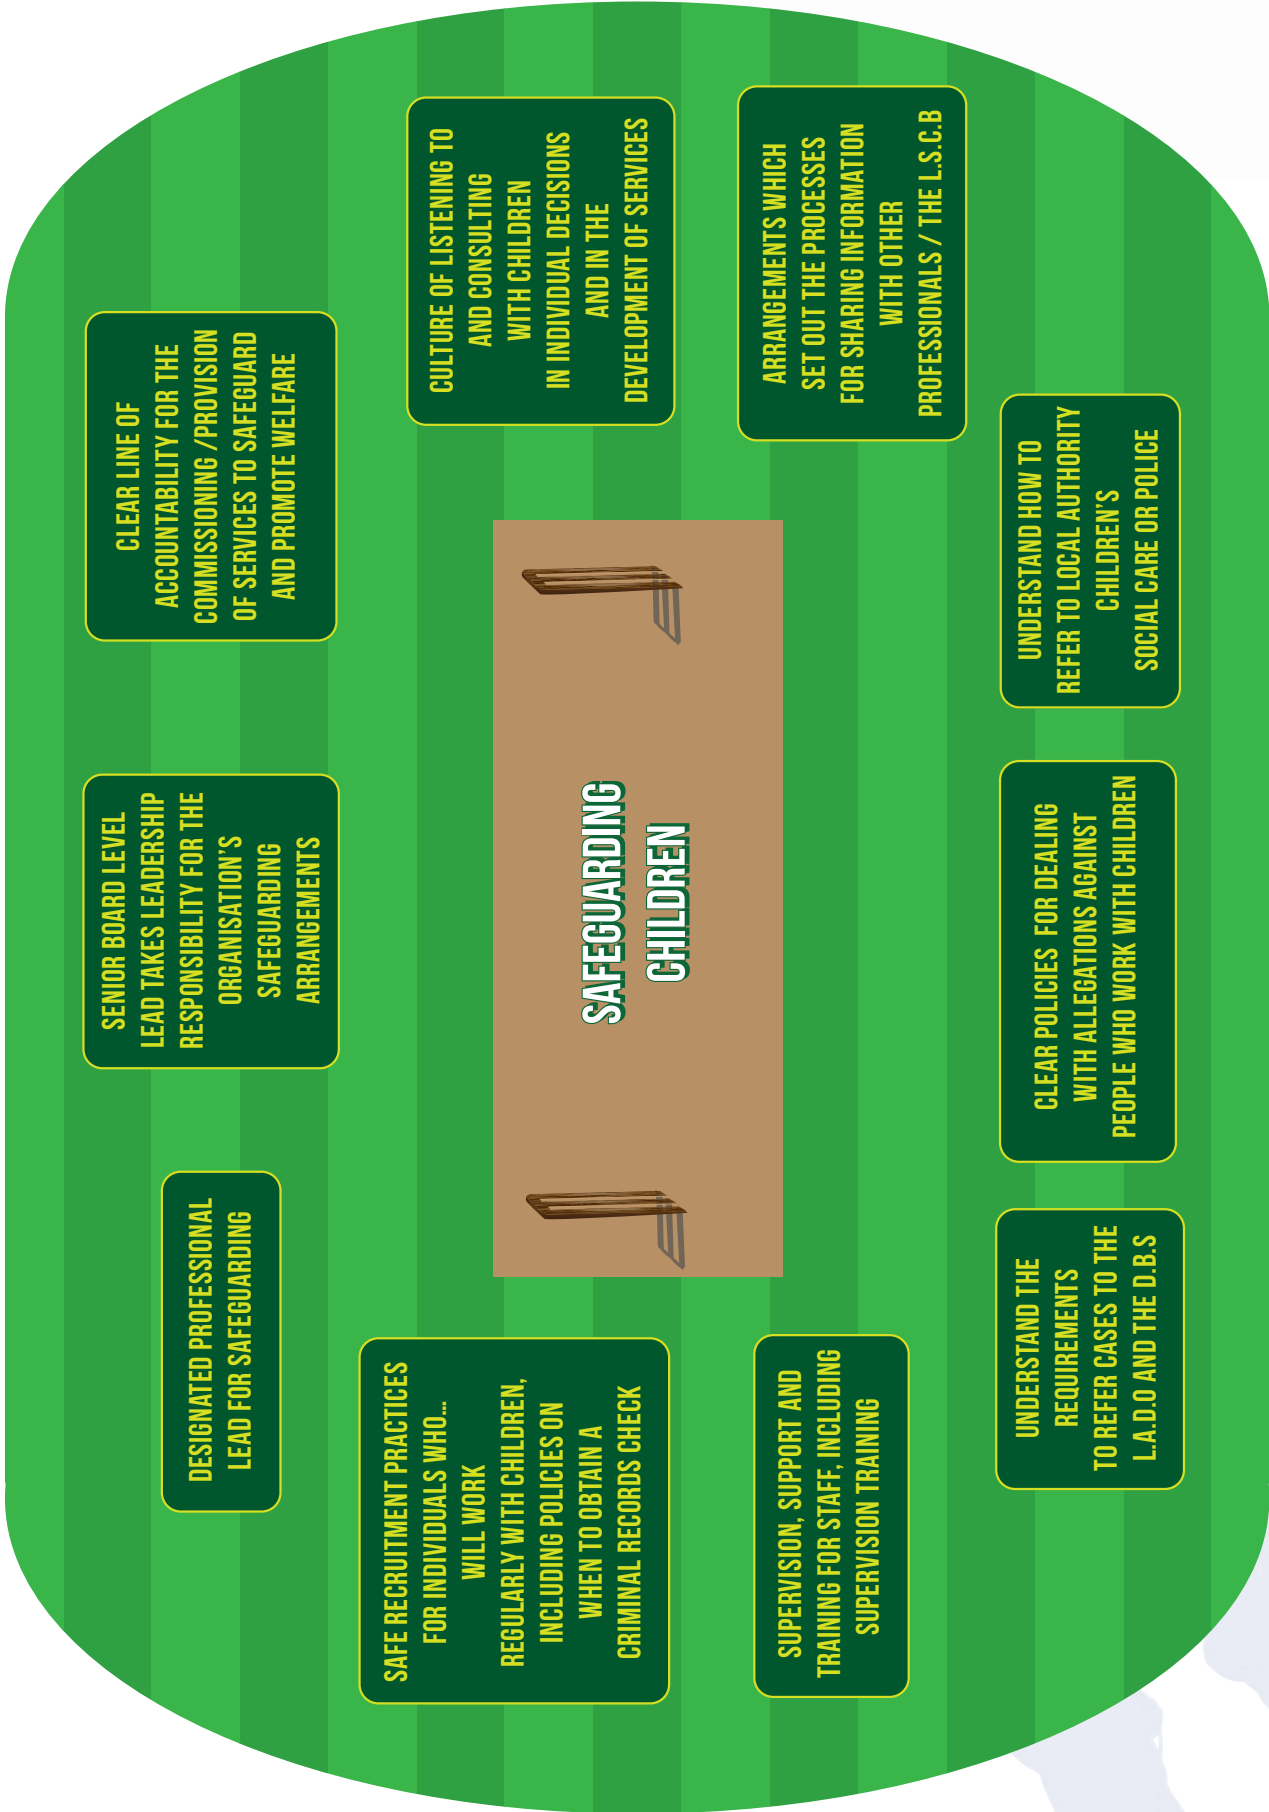 DESIGNATED PROFESSIONAL
LEAD FOR SAFEGUARDING
SENIOR BOARD LEVEL
LEAD TAKES LEADERSHIP
RESPONSIBILITY FOR THE
ORGANISATION'S
SAFEGUARDING
ARRANGEMENTS
CLEAR LINE OF
ACCOUNTABILITY FOR THE
COMMISSIONING /PROVISION
OF SERVICES TO SAFEGUARD
AND PROMOTE WELFARE
SAFE RECRUITMENT PRACTICES
FOR INDIVIDUALS WHO...
WILL WORK
REGULARLY WITH CHILDREN,
INCLUDING POLICIES ON
WHEN TO OBTAIN A
CRIMINAL RECORDS CHECK
SAFEGUARDING
CHILDREN
CULTURE OF LISTENING TO
AND CONSULTING
WITH CHILDREN
IN INDIVIDUAL DECISIONS
AND IN THE
DEVELOPMENT OF SERVICES
SUPERVISION, SUPPORT AND
TRAINING FOR STAFF, INCLUDING
SUPERVISION TRAINING
ARRANGEMENTS WHICH
SET OUT THE PROCESSES
FOR SHARING INFORMATION
WITH OTHER
PROFESSIONALS / THE L.S.C.B
UNDERSTAND THE
REQUIREMENTS
TO REFER CASES TO THE
L.A.D.O AND THE D.B.S
CLEAR POLICIES FOR DEALING
WITH ALLEGATIONS AGAINST
PEOPLE WHO WORK WITH CHILDREN
UNDERSTAND HOW TO
REFER TO LOCAL AUTHORITY
CHILDREN'S
SOCIAL CARE OR POLICE